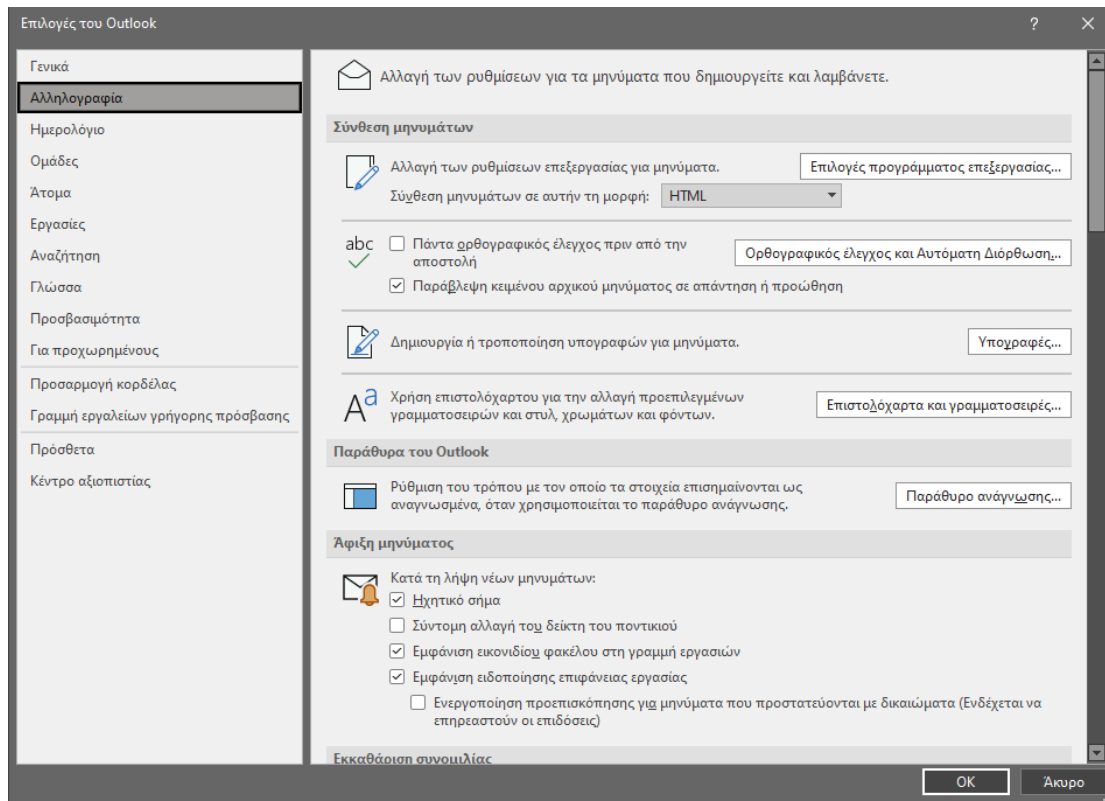 Επιλογές του Outlook
Γενικά
Αλληλογραφία
Ημερολόγιο
Ομάδες
Άτομα
Εργασίες
Αναζήτηση
Γλώσσα
Προσβασιμότητα
Για προχωρημένους
Προσαρμογή κορδέλας
Γραμμή εργαλείων γρήγορης πρόσβασης
Πρόσθετα
Κέντρο αξιοπιστίας
Αλλαγή των ρυθμίσεων για τα μηνύματα που δημιουργείτε και λαμβάνετε.
Σύνθεση μηνυμάτων
Αλλαγή των ρυθμίσεων επεξεργασίας για μηνύματα.
Επιλογές προγράμματος επεξεργασίας...
Σύνθεση μηνυμάτων σε αυτήν τη μορφή: HTML
abc
Πάντα ορθογραφικός έλεγχος πριν από την
αποστολή
Ορθογραφικός έλεγχος και Αυτόματη Διόρθωση...
Παράβλεψη κειμένου αρχικού μηνύματος σε απάντηση ή προώθηση
Δημιουργία ή τροποποίηση υπογραφών για μηνύματα.
Υπογραφές...
Aa
Χρήση επιστολόχαρτου για την αλλαγή προεπιλεγμένων
γραμματοσειρών και στυλ, χρωμάτων και φόντων.
Επιστολόχαρτα και γραμματοσειρές...
Παράθυρα του Outlook
Ρύθμιση του τρόπου με τον οποίο τα στοιχεία επισημαίνονται ως
αναγνωσμένα, όταν χρησιμοποιείται το παράθυρο ανάγνωσης.
Παράθυρο ανάγνωσης...
Άφιξη μηνύματος
Κατά τη λήψη νέων μηνυμάτων:
Ηχητικό σήμα
Σύντομη αλλαγή του δείκτη του ποντικιού
Εμφάνιση εικονιδίου φακέλου στη γραμμή εργασιών
Εμφάνιση ειδοποίησης επιφάνειας εργασίας
Ενεργοποίηση προεπισκόπησης για μηνύματα που προστατεύονται με δικαιώματα (Ενδέχεται να
επηρεαστούν οι επιδόσεις)
Εκκαθάριση συνομιλίας
OK
Άκυρο